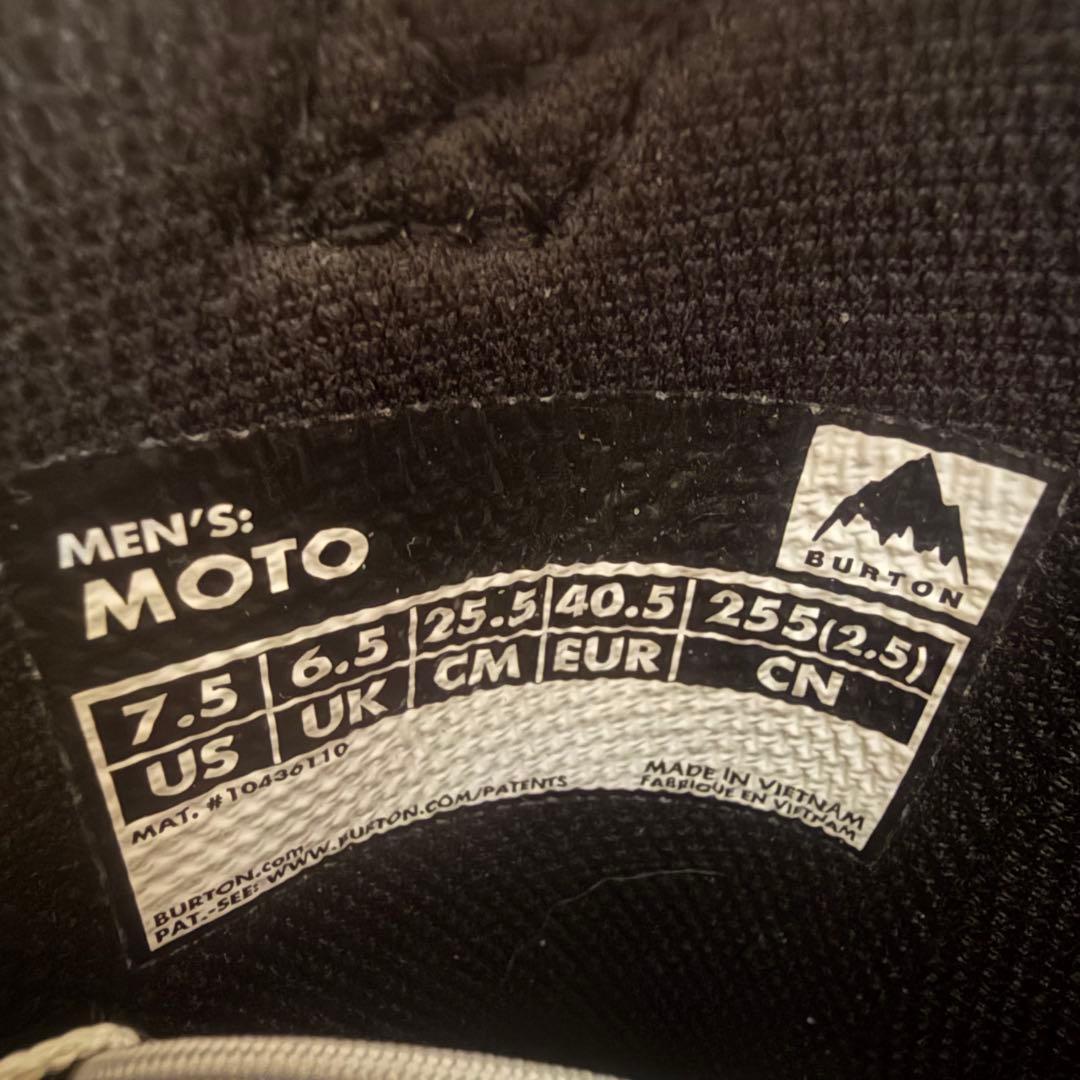 MEN'S:
MOTO
BURTON
7.5 6.5 25.5 40.5 255(2.5)
US UK CM EUR CN
MAT. #10436110
BURTON.com
PAT.-SEE: WWW.BURTON.COM/PATENTS
MADE IN VIETNAM
FABRIQUE EN VIETNAM